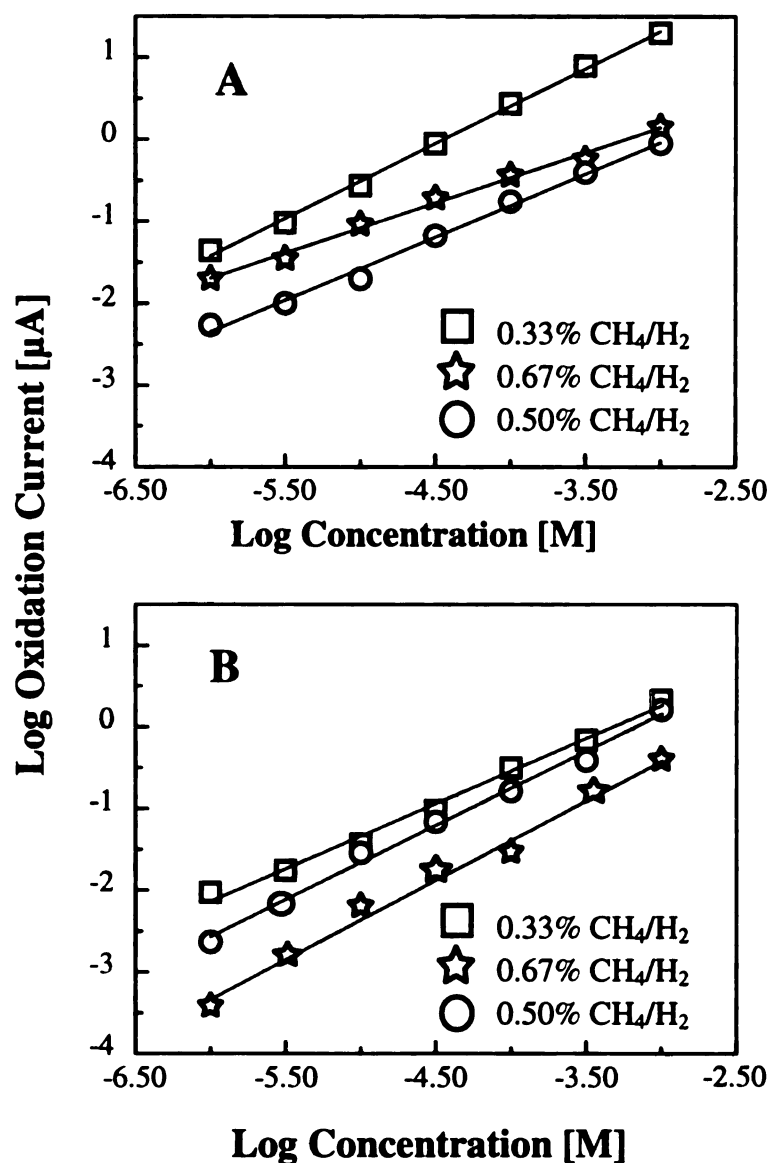 Log Oxidation Current [µA]
A
1
0
-1
-2
-3
-4
0.33% CH₄/H₂
0.67% CH₄/H₂
0.50% CH₄/H₂
-6.50 -5.50 -4.50 -3.50 -2.50
Log Concentration [M]
B
1
0
-1
-2
-3
-4
0.33% CH₄/H₂
0.67% CH₄/H₂
0.50% CH₄/H₂
-6.50 -5.50 -4.50 -3.50 -2.50
Log Concentration [M]